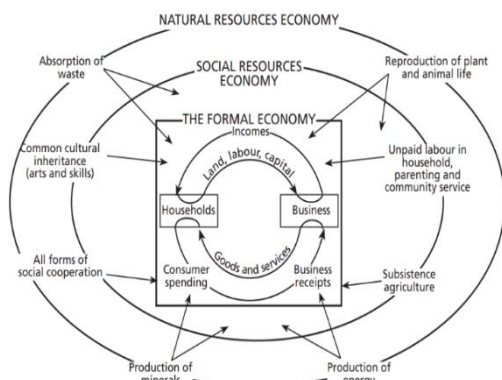 NATURAL RESOURCES ECONOMY
Absorption of
waste
SOCIAL RESOURCES
ECONOMY
Reproduction of plant
and animal life
THE FORMAL ECONOMY
Incomes
Land, labour, capital
Common cultural
inheritance
(arts and skills)
Unpaid labour in
household,
parenting and
community service
Households
Business
Goods and services
All forms of
social cooperation
Consumer
spending
Business
receipts
Subsistence
agriculture
Production of
minerals
Production of
energy